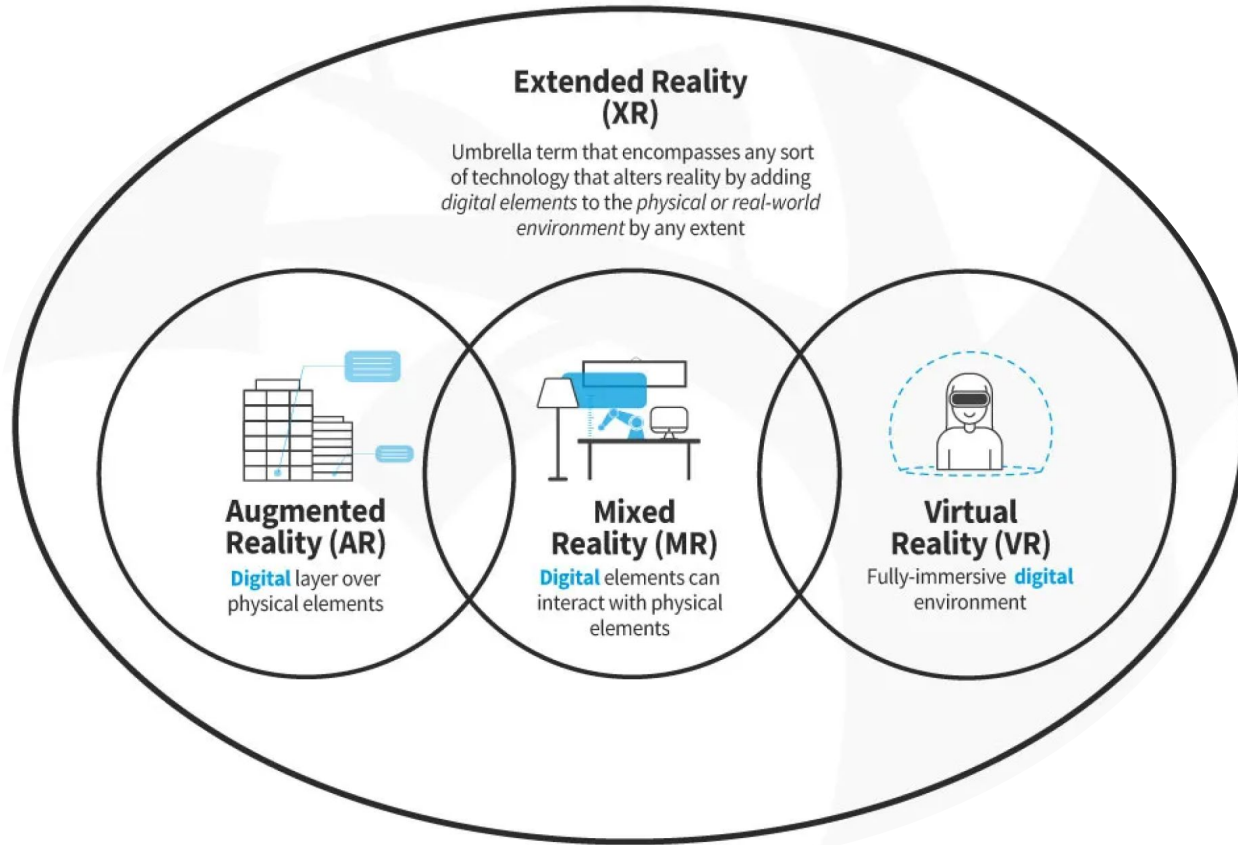 Extended Reality
(XR)
Umbrella term that encompasses any sort
of technology that alters reality by adding
digital elements to the physical or real-world
environment by any extent
Augmented
Reality (AR)
Digital layer over
physical elements
Mixed
Reality (MR)
Digital elements can
interact with physical
elements
Virtual
Reality (VR)
Fully-immersive digital
environment